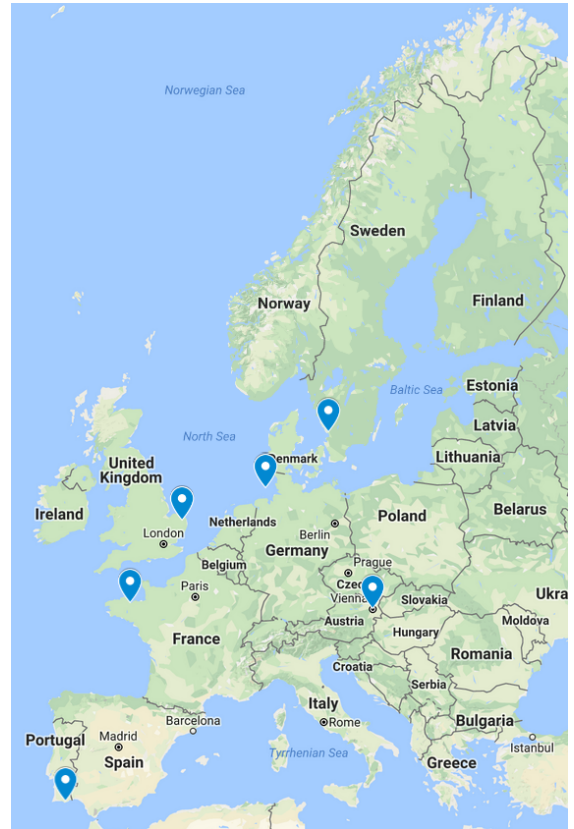 Norwegian Sea
Sweden
Norway
Finland
Baltic Sea
Estonia
North Sea
Latvia
Denmark
Lithuania
United
Kingdom
Ireland
Netherlands
Belarus
London
Poland
Berlin
Germany
Belgium
Prague
Paris
Slovakia
Austria
Moldova
Hungary
France
Romania
Croatia
Serbia
Italy
Barcelona
Rome
Bulgaria
Portugal
Madrid
Istanbul
Spain
Tyrrhenian Sea
Greece